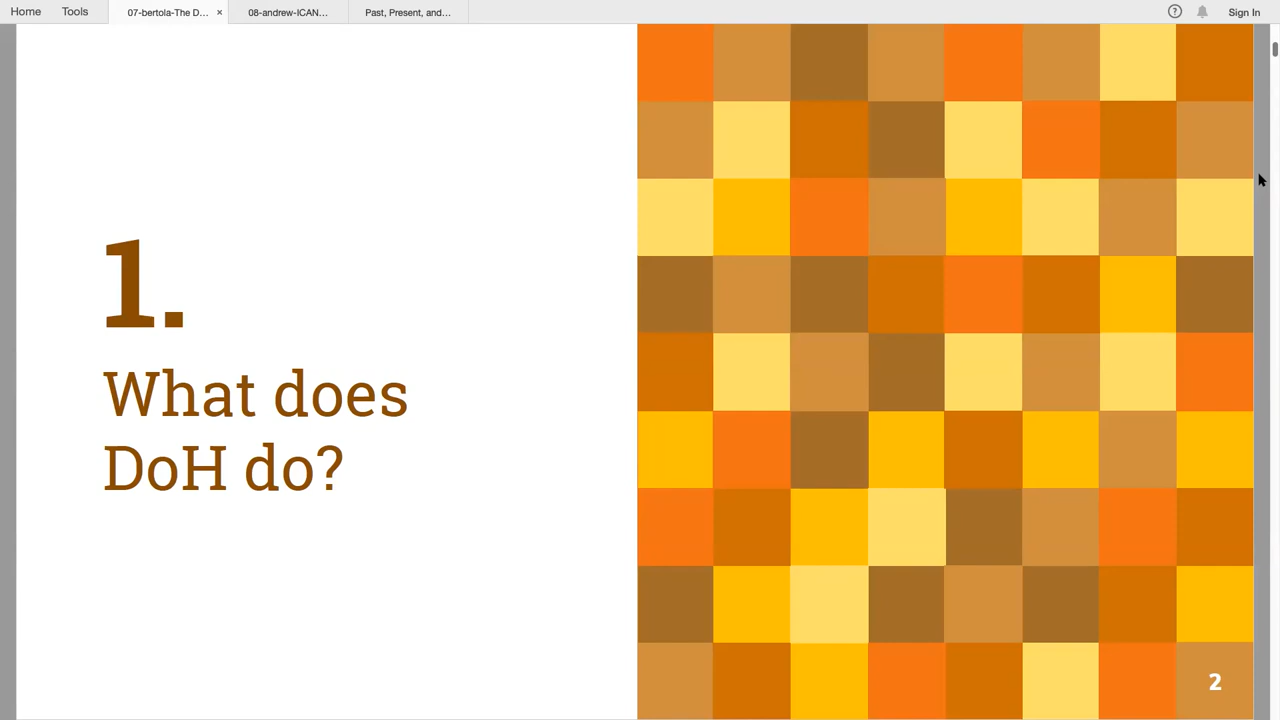 Home
Tools
07-bertola-The D...
×
08-andrew-ICAN...
Past, Present, and...
?
Sign In
1.
What does
DoH do?
2